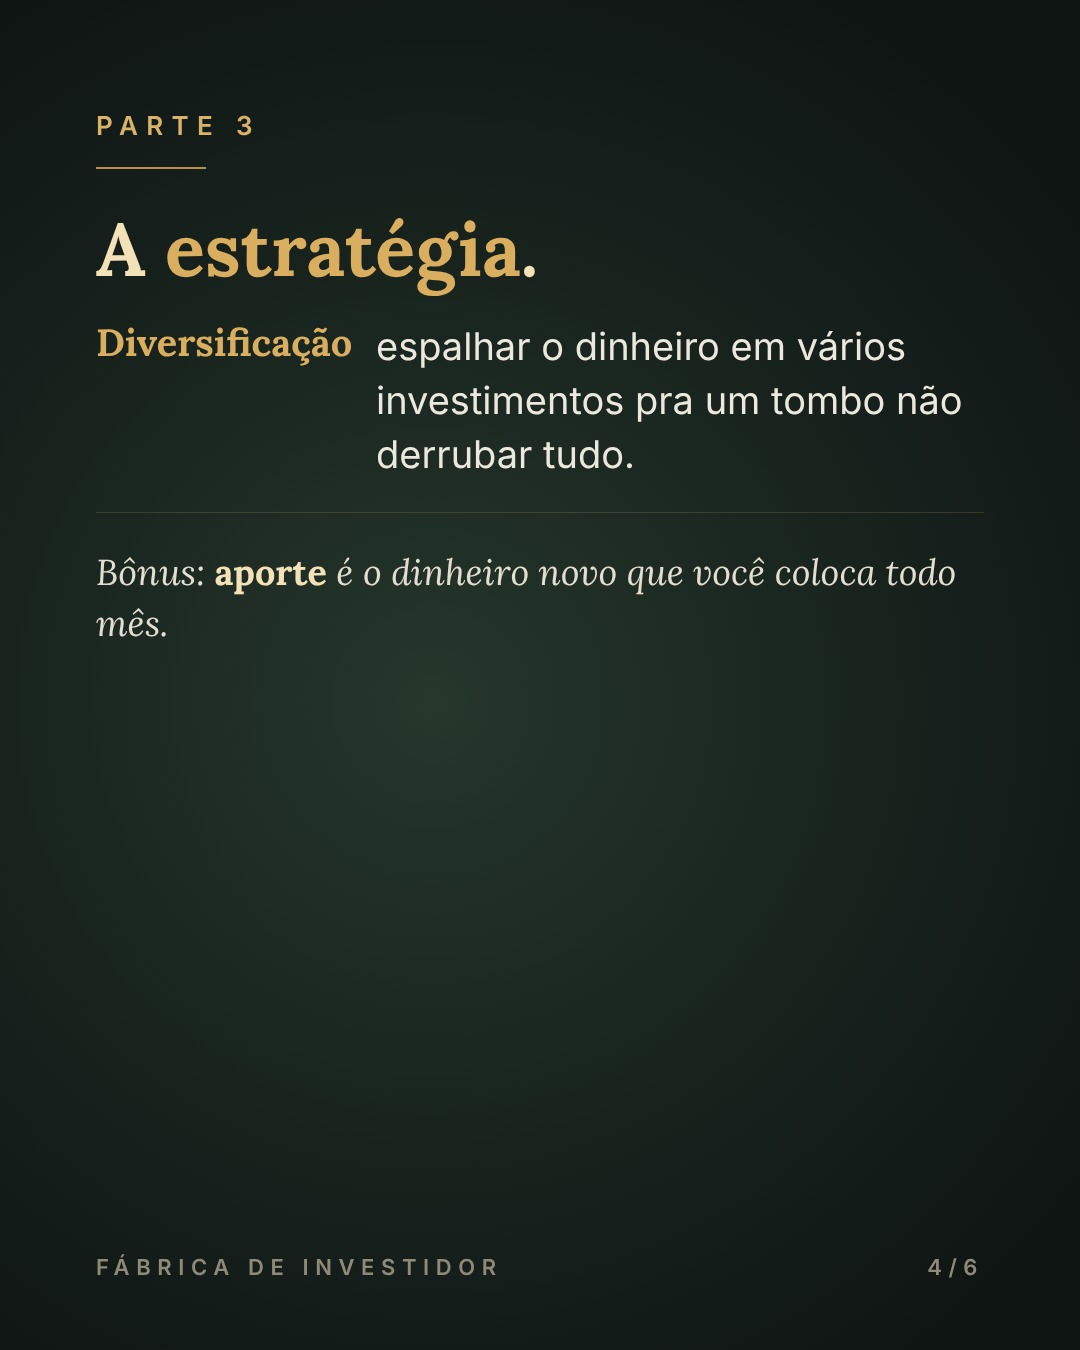 PARTE 3
A estratégia.
Diversificação espalhar o dinheiro em vários
investimentos pra um tombo não
derrubar tudo.
Bônus: aporte é o dinheiro novo que você coloca todo
mês.
FÁBRICA DE INVESTIDOR 4/6